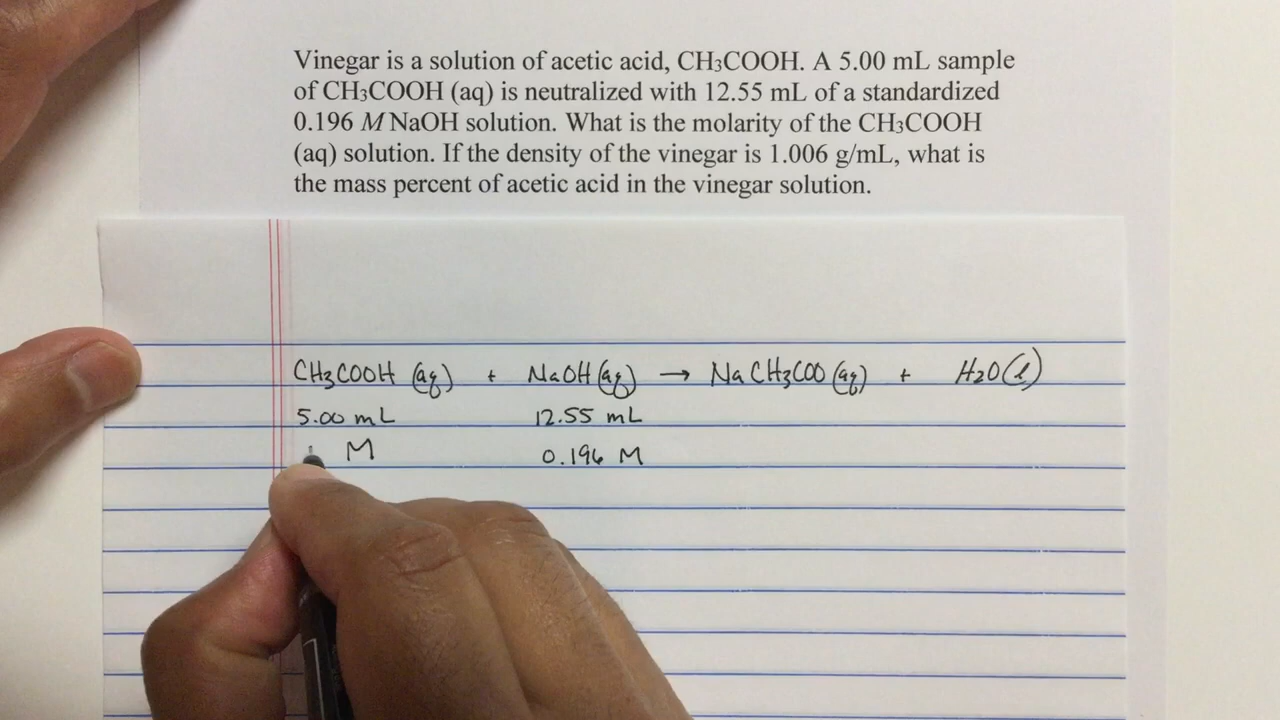 Vinegar is a solution of acetic acid, CH₃COOH. A 5.00 mL sample
of CH₃COOH (aq) is neutralized with 12.55 mL of a standardized
0.196 M NaOH solution. What is the molarity of the CH₃COOH
(aq) solution. If the density of the vinegar is 1.006 g/mL, what is
the mass percent of acetic acid in the vinegar solution.
CH₃COOH (aq) + NaOH (aq) → NaCH₃COO (aq) + H₂O (l)
5.00 mL 12.55 mL
M 0.196 M